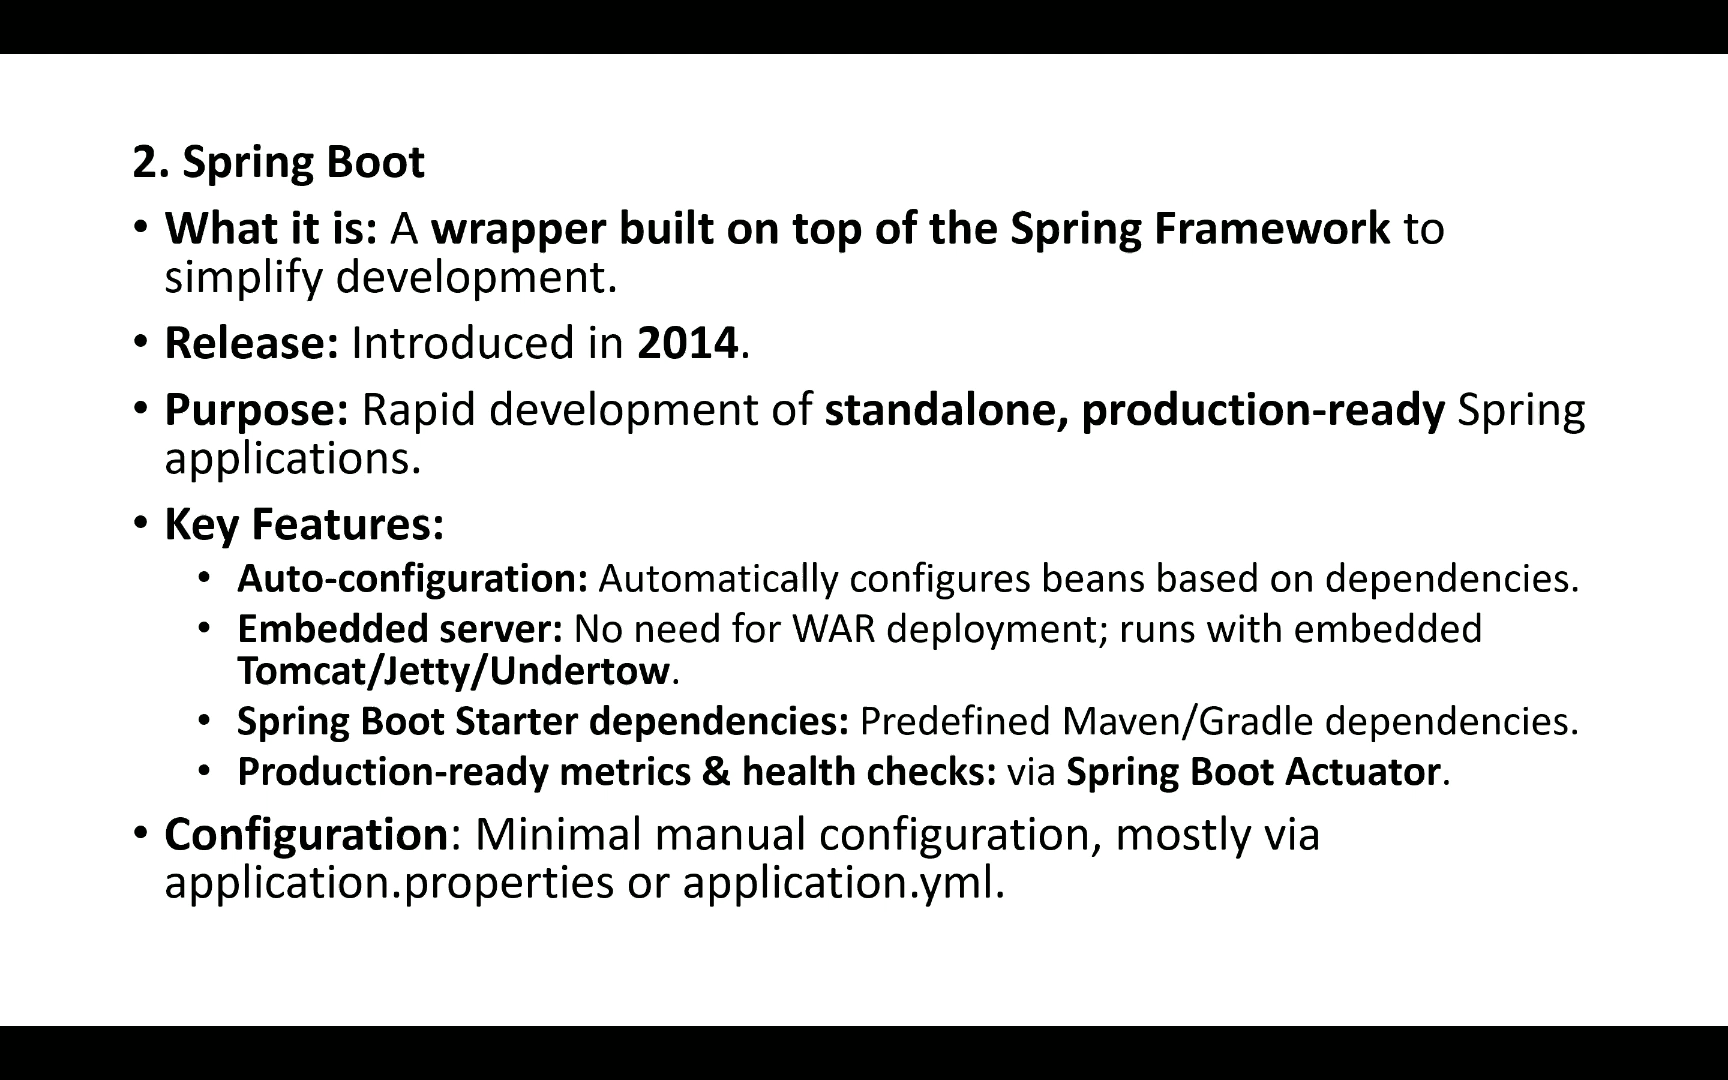 2. Spring Boot
• What it is: A wrapper built on top of the Spring Framework to
simplify development.
• Release: Introduced in 2014.
• Purpose: Rapid development of standalone, production-ready Spring
applications.
• Key Features:
• Auto-configuration: Automatically configures beans based on dependencies.
• Embedded server: No need for WAR deployment; runs with embedded
Tomcat/Jetty/Undertow.
• Spring Boot Starter dependencies: Predefined Maven/Gradle dependencies.
• Production-ready metrics & health checks: via Spring Boot Actuator.
• Configuration: Minimal manual configuration, mostly via
application.properties or application.yml.